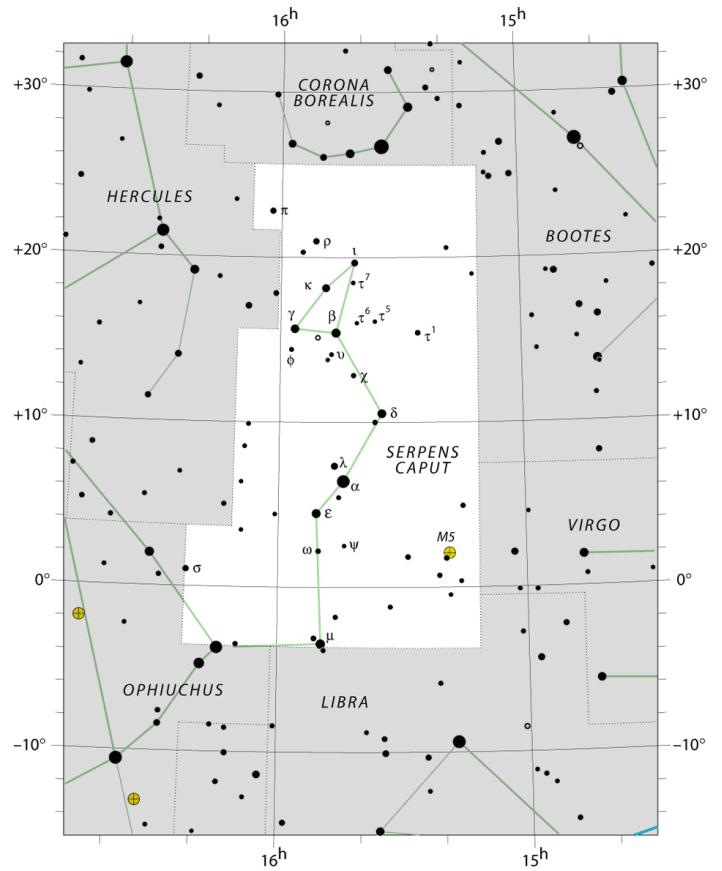 16h 15h
+30° +30°
CORONA
BOREALIS
HERCULES
π
+20° ρ ι BOOTES +20°
κ τ7
γ β τ6 τ5
τ1
ϕ υ
χ
+10° δ +10°
SERPENS
CAPUT
λ
α
ε
M5 VIRGO
ω ψ
0° σ 0°
μ
OPHIUCHUS LIBRA
−10° −10°
16h 15h